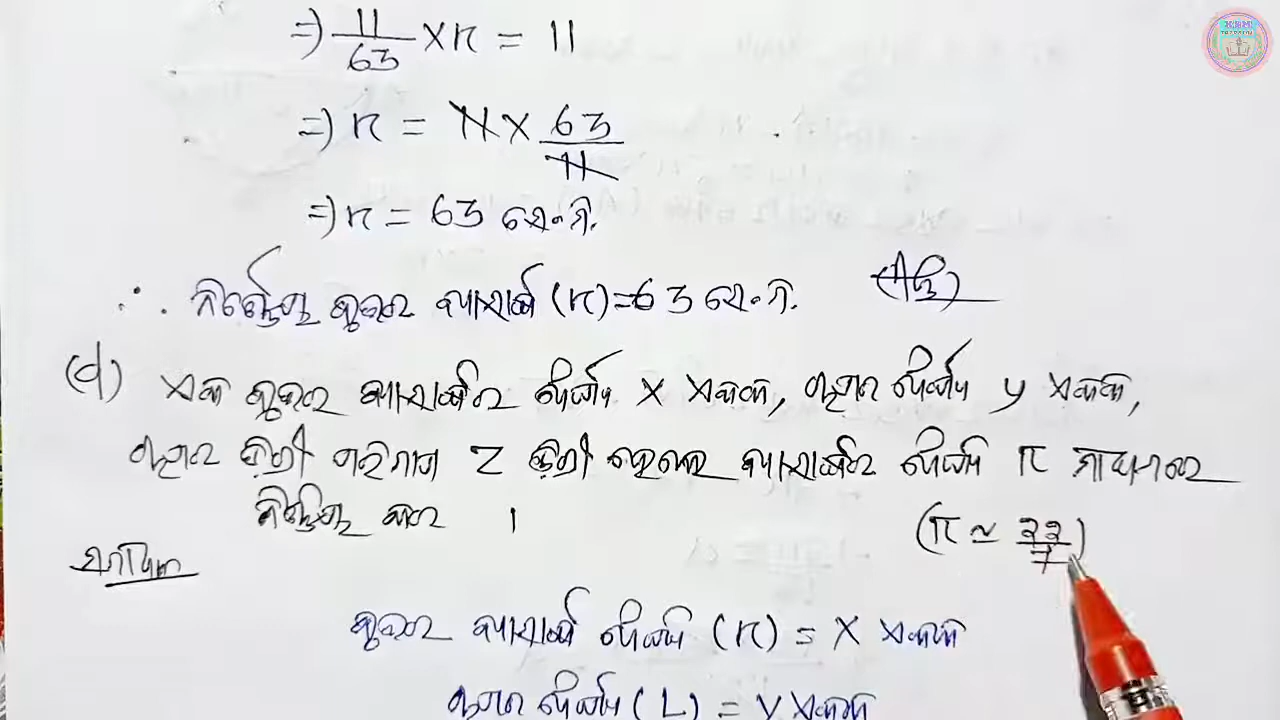 ⇒) 11/63 × r = 11
⇒) r = 11 × 63/11
⇒) r = 63 ସେ.ମି.
∴ ନିର୍ଣ୍ଣେୟ ବୃତ୍ତର ବ୍ୟାସାର୍ଦ୍ଧ (r) = 63 ସେ.ମି. (Ans)
(d) ଏକ ବୃତ୍ତର ବ୍ୟାସାର୍ଦ୍ଧର ଦୈର୍ଘ୍ୟ x ଏକକ, ଚାପର ଦୈର୍ଘ୍ୟ y ଏକକ,
ଚାପର ଡିଗ୍ରୀ ପରିମାପ z ଡିଗ୍ରୀ ହେଲେ ବ୍ୟାସାର୍ଦ୍ଧର ଦୈର୍ଘ୍ୟ π ମାଧ୍ୟମରେ
ନିର୍ଣ୍ଣୟ କର ।
(π ≃ 22/7)
ସମାଧାନ
ବୃତ୍ତର ବ୍ୟାସାର୍ଦ୍ଧ ଦୈର୍ଘ୍ୟ (r) = x ଏକକ
ଚାପର ଦୈର୍ଘ୍ୟ (L) = y ଏକକ